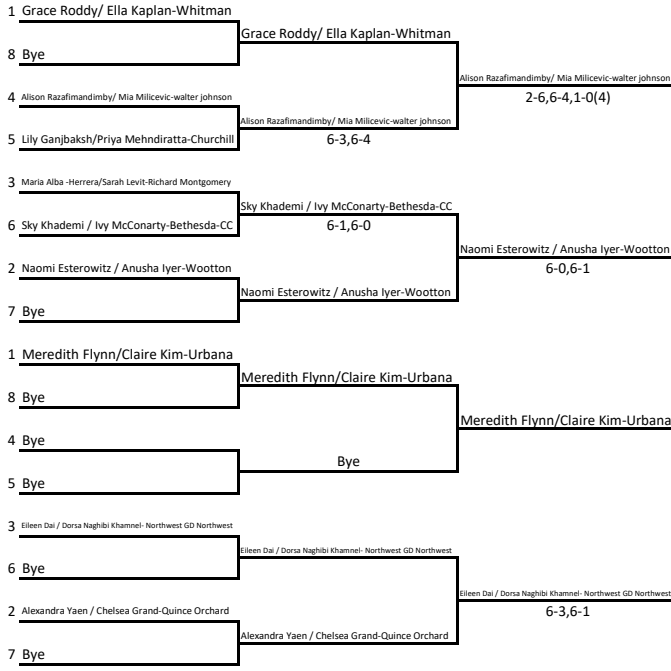 1 Grace Roddy/ Ella Kaplan-Whitman
Grace Roddy/ Ella Kaplan-Whitman
8 Bye
Alison Razafimandimby/ Mia Milicevic-walter johnson
4 Alison Razafimandimby/ Mia Milicevic-walter johnson
2-6,6-4,1-0(4)
Alison Razafimandimby/ Mia Milicevic-walter johnson
5 Lily Ganjbaksh/Priya Mehndiratta-Churchill
6-3,6-4
3 Maria Alba -Herrera/Sarah Levit-Richard Montgomery
Sky Khademi / Ivy McConarty-Bethesda-CC
6 Sky Khademi / Ivy McConarty-Bethesda-CC
6-1,6-0
Naomi Esterowitz / Anusha Iyer-Wootton
2 Naomi Esterowitz / Anusha Iyer-Wootton
6-0,6-1
Naomi Esterowitz / Anusha Iyer-Wootton
7 Bye
1 Meredith Flynn/Claire Kim-Urbana
Meredith Flynn/Claire Kim-Urbana
8 Bye
Meredith Flynn/Claire Kim-Urbana
4 Bye
Bye
5 Bye
3 Eileen Dai / Dorsa Naghibi Khamnel- Northwest GD Northwest
Eileen Dai / Dorsa Naghibi Khamnel- Northwest GD Northwest
6 Bye
Eileen Dai / Dorsa Naghibi Khamnel- Northwest GD Northwest
2 Alexandra Yaen / Chelsea Grand-Quince Orchard
6-3,6-1
Alexandra Yaen / Chelsea Grand-Quince Orchard
7 Bye